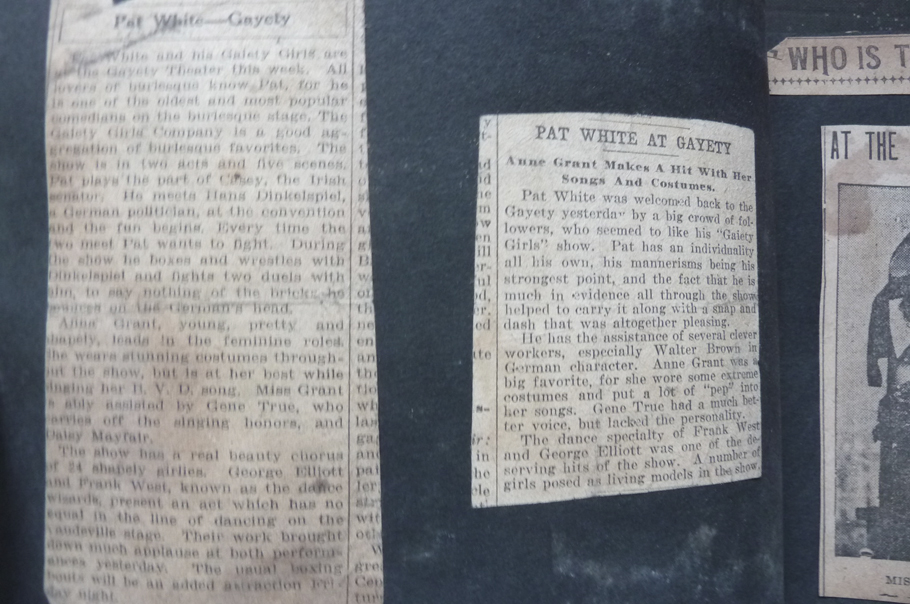 Pat White—Gayety
White and his Gaiety Girls are
the Gayety Theater this week. All
lovers of burlesque know Pat, for he
is one of the oldest and most popular
comedians on the burlesque stage. The
Gaiety Girls Company is a good ag-
gregation of burlesque favorites. The
show is in two acts and five scenes.
Pat plays the part of Casey, the Irish
senator. He meets Hans Dinkelspiel,
a German politician, at the convention
and the fun begins. Every time the
two meet Pat wants to fight. During
he show he boxes and wrestles with
Dinkelspiel and fights two duels with
him, to say nothing of the bricks he
on the German's head.
Anne Grant, young, pretty and
hapely, leads in the feminine roles.
she wears stunning costumes through-
out the show, but is at her best while
singing her B. V. D. song. Miss Grant
ably assisted by Gene True, who
carries off the singing honors, and
Daisy Mayfair.
The show has a real beauty chorus
of 24 shapely girlies. George Elliott
and Frank West, known as the dance
wizards, present an act which has no
equal in the line of dancing on the
vaudeville stage. Their work brought
down much applause at both perform-
ances yesterday. The usual boxing
bouts will be an added attraction Fri-
day night.
PAT WHITE AT GAYETY
Anne Grant Makes A Hit With Her
Songs And Costumes.
Pat White was welcomed back to the
Gayety yesterday by a big crowd of fol-
lowers, who seemed to like his "Gaiety
Girls" show. Pat has an individuality
all his own, his mannerisms being his
strongest point, and the fact that he is
much in evidence all through the show
helped to carry it along with a snap and
dash that was altogether pleasing.
He has the assistance of several clever
workers, especially Walter Brown in
German character. Anne Grant was a
big favorite, for she wore some extreme
costumes and put a lot of "pep" into
her songs. Gene True had a much bet-
ter voice, but lacked the personality.
The dance specialty of Frank West
and George Elliott was one of the de-
serving hits of the show. A number of
girls posed as living models in the show.
WHO IS T
AT THE
MIS